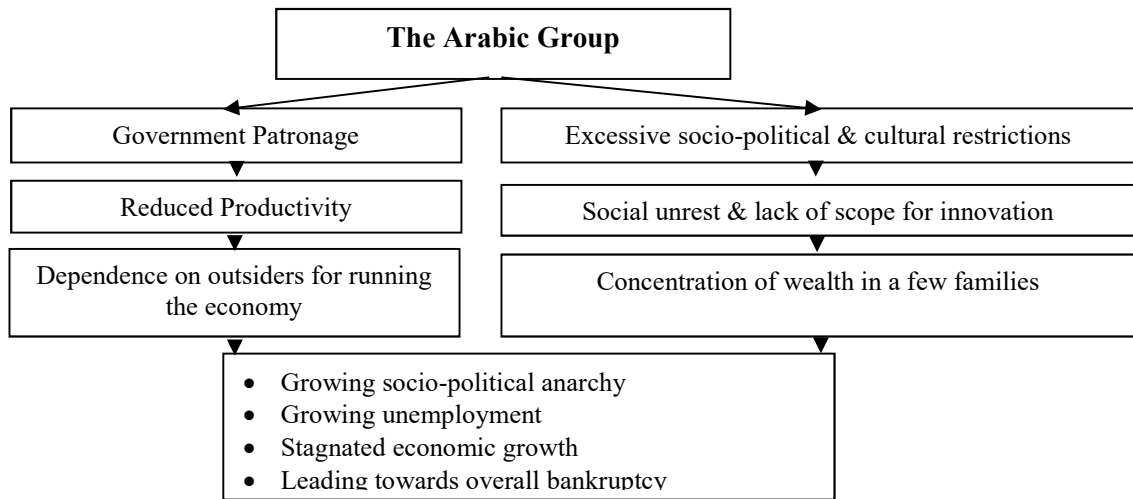 The Arabic Group
Government Patronage
Reduced Productivity
Dependence on outsiders for running
the economy
Excessive socio-political & cultural restrictions
Social unrest & lack of scope for innovation
Concentration of wealth in a few families
• Growing socio-political anarchy
• Growing unemployment
• Stagnated economic growth
• Leading towards overall bankruptcy